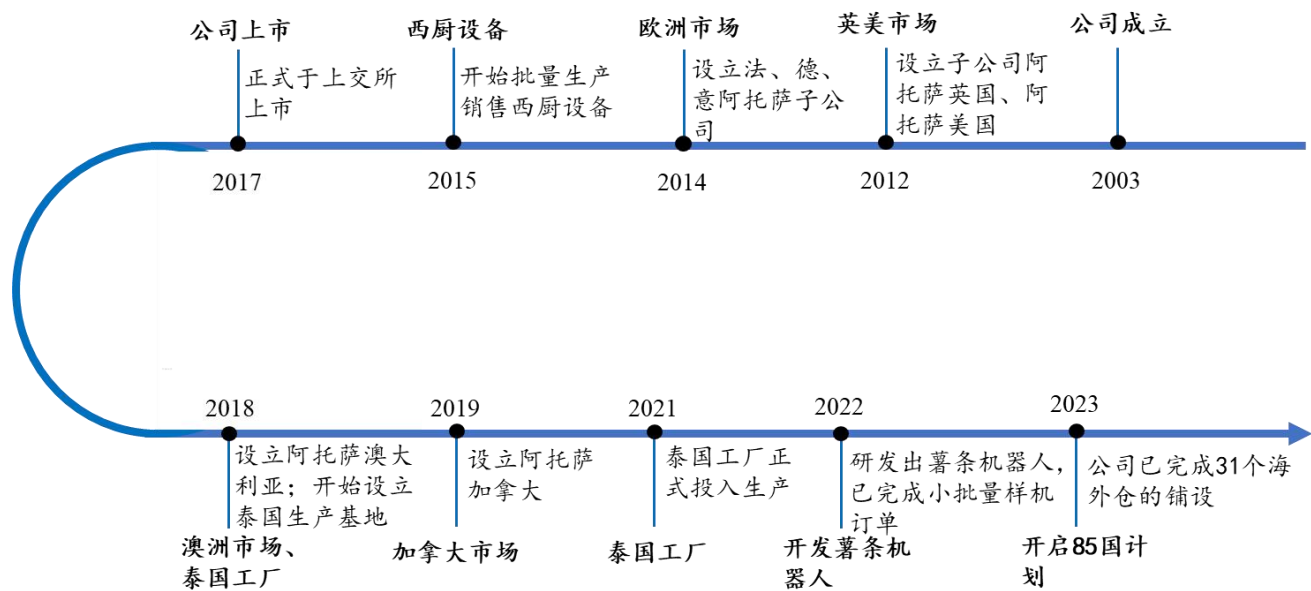 公司上市
西厨设备
欧洲市场
英美市场
公司成立
正式于上交所
上市
开始批量生产
销售西厨设备
设立法、德、
意阿托萨子公
司
设立子公司阿
托萨英国、阿
托萨美国
2017
2015
2014
2012
2003
2018
2019
2021
2022
2023
设立阿托萨澳大
利亚；开始设立
泰国生产基地
设立阿托萨
加拿大
泰国工厂正
式投入生产
研发出薯条机器人，
已完成小批量样机
订单
公司已完成31个海
外仓的铺设
澳洲市场、
泰国工厂
加拿大市场
泰国工厂
开发薯条机
器人
开启85国计
划